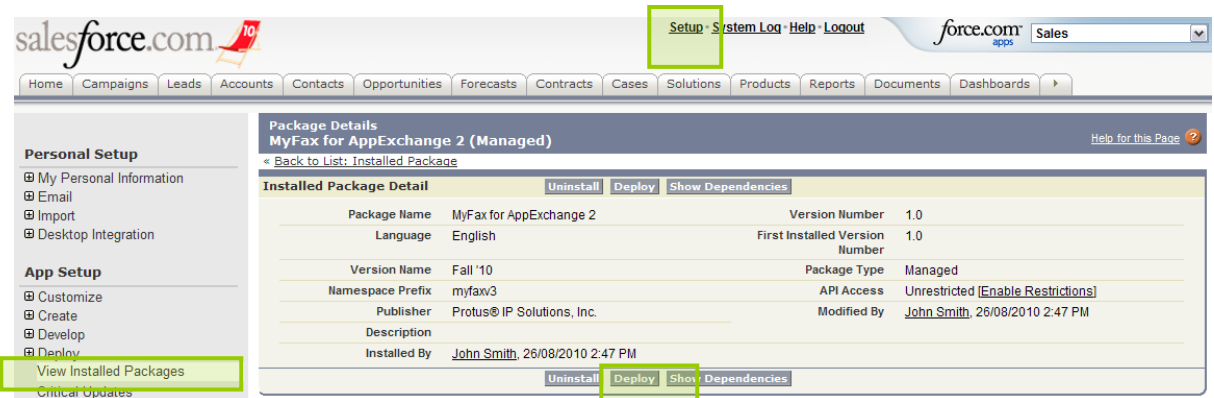 salesforce.com 10
Setup · System Log · Help · Logout
force.com apps Sales
Home Campaigns Leads Accounts Contacts Opportunities Forecasts Contracts Cases Solutions Products Reports Documents Dashboards
Personal Setup
My Personal Information
Email
Import
Desktop Integration
App Setup
Customize
Create
Develop
Deploy
View Installed Packages
Critical Updates
Package Details
MyFax for AppExchange 2 (Managed)
Help for this Page ?
« Back to List: Installed Package
Installed Package Detail Uninstall Deploy Show Dependencies
Package Name MyFax for AppExchange 2 Version Number 1.0
Language English First Installed Version Number 1.0
Version Name Fall '10 Package Type Managed
Namespace Prefix myfaxv3 API Access Unrestricted [Enable Restrictions]
Publisher Protus® IP Solutions, Inc. Modified By John Smith, 26/08/2010 2:47 PM
Description
Installed By John Smith, 26/08/2010 2:47 PM
Uninstall Deploy Show Dependencies